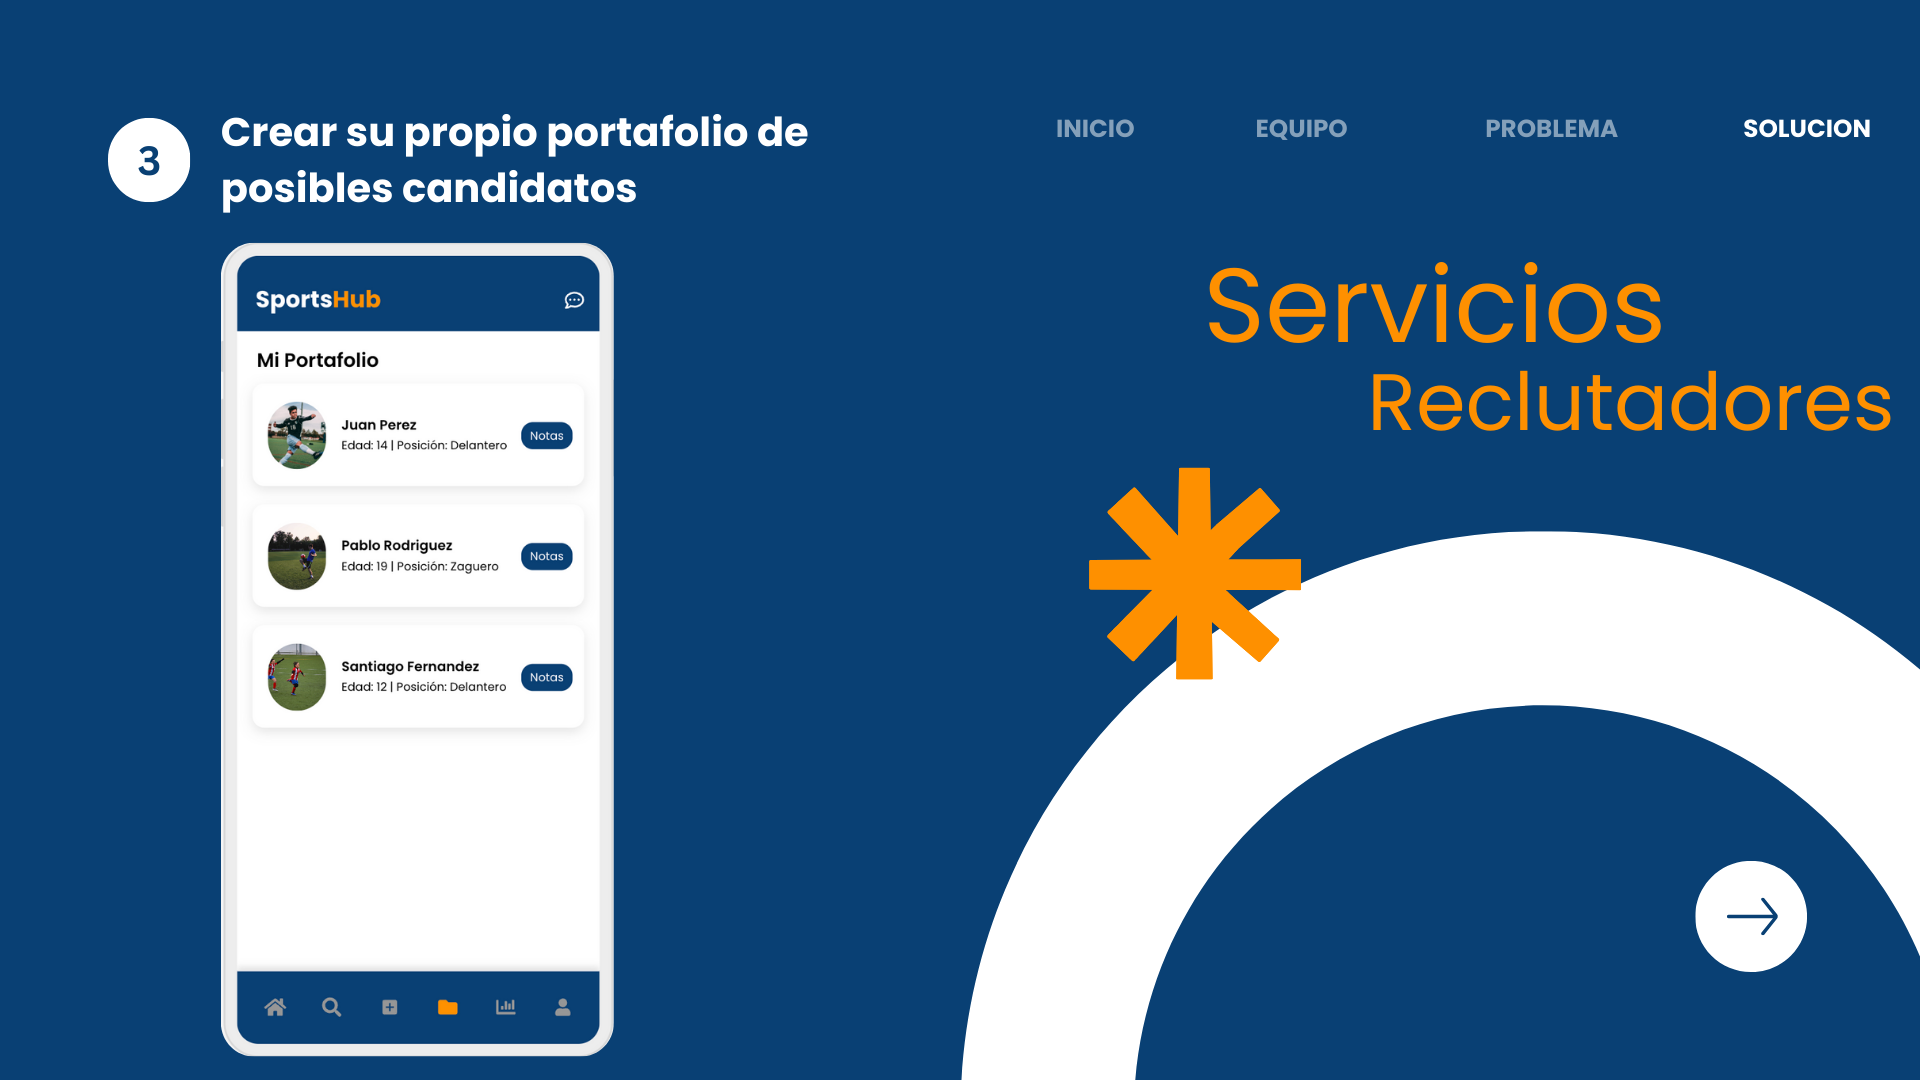 3
Crear su propio portafolio de
posibles candidatos
INICIO
EQUIPO
PROBLEMA
SOLUCION
SportsHub
Mi Portafolio
Juan Perez
Edad: 14 | Posición: Delantero
Notas
Pablo Rodriguez
Edad: 19 | Posición: Zaguero
Notas
Santiago Fernandez
Edad: 12 | Posición: Delantero
Notas
Servicios
Reclutadores